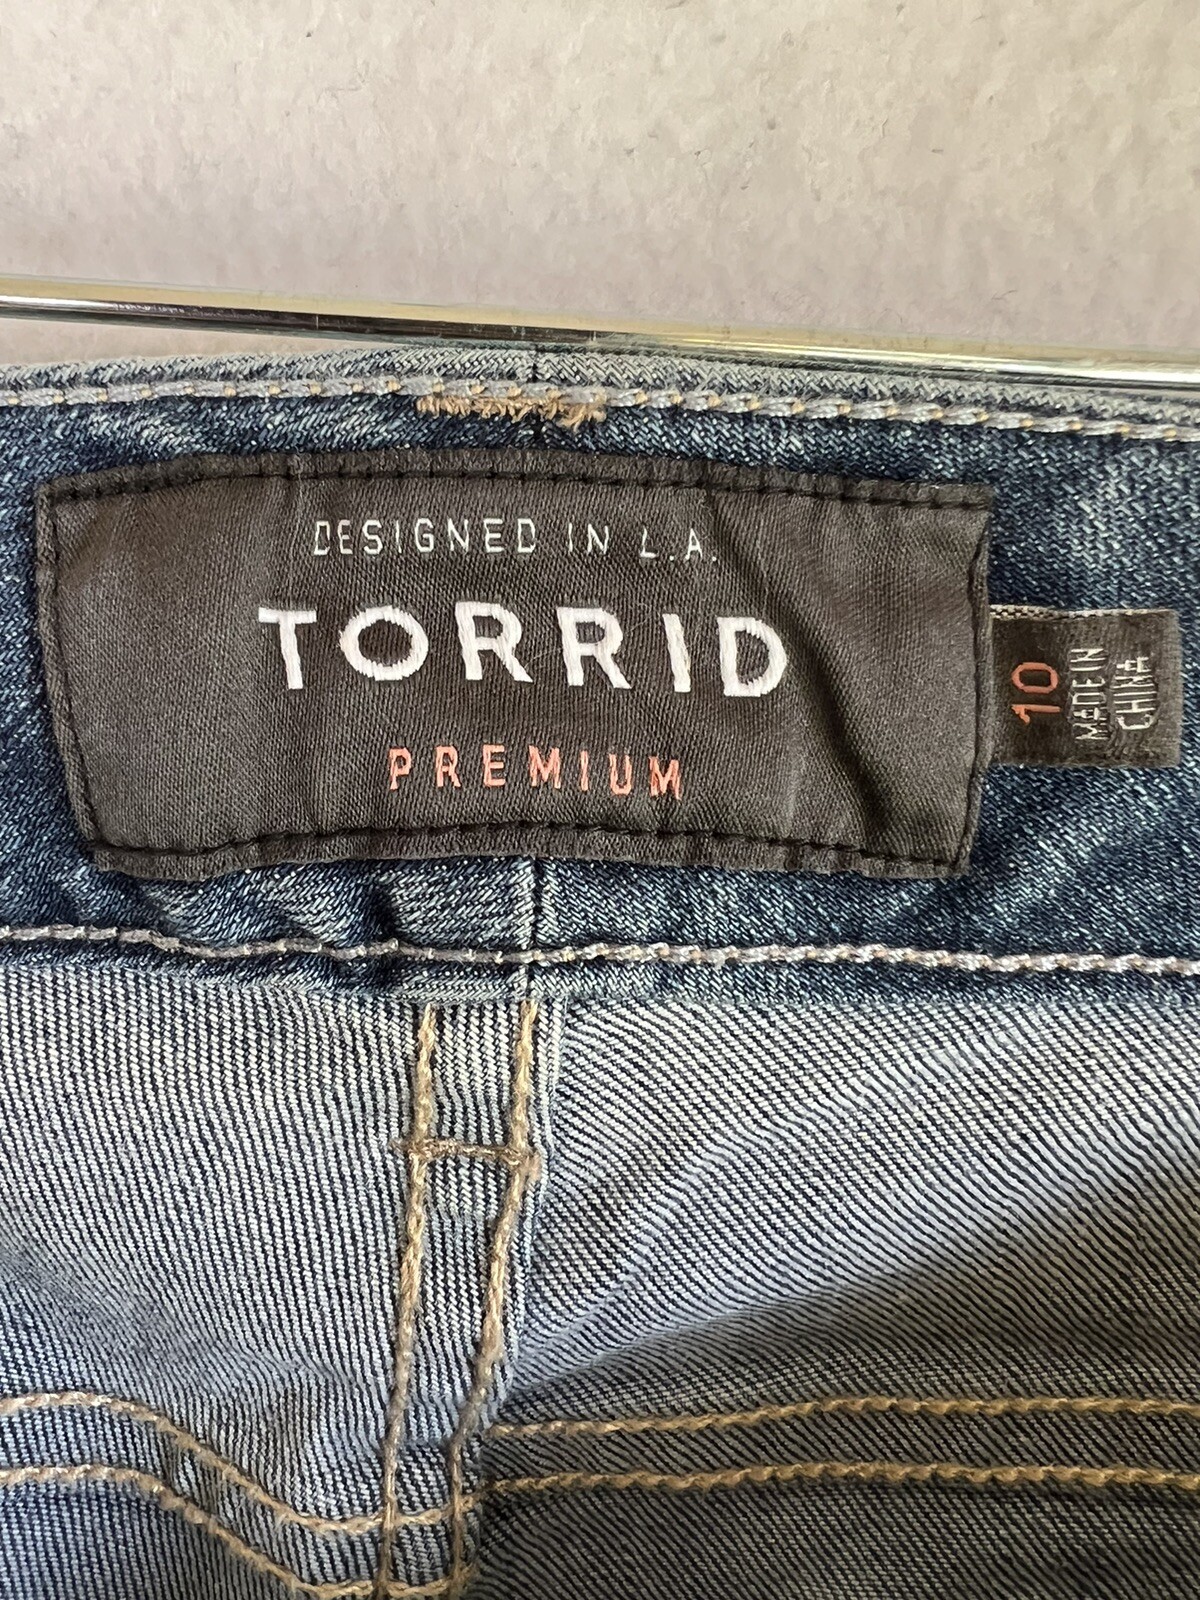 DESIGNED IN L.A.
TORRID
PREMIUM
10
MADE IN
CHINA